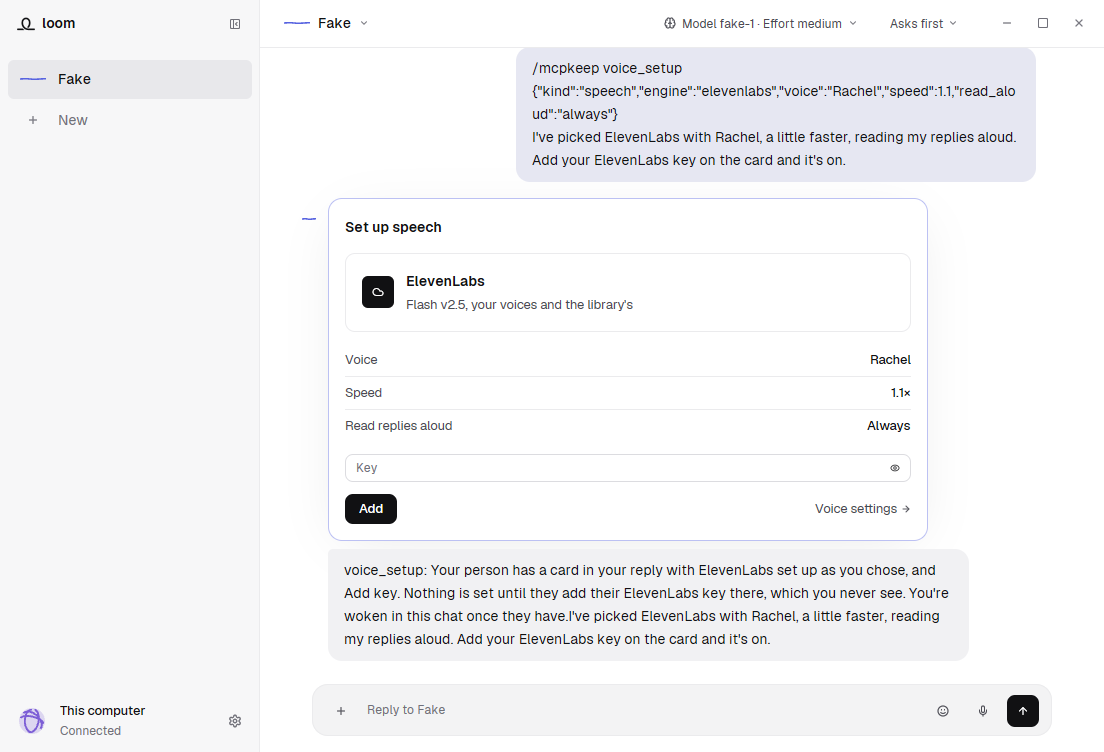 loom
Fake
Model fake-1 · Effort medium
Asks first
Fake
New
/mcpkeep voice_setup
{"kind":"speech","engine":"elevenlabs","voice":"Rachel","speed":1.1,"read_alo
ud":"always"}
I've picked ElevenLabs with Rachel, a little faster, reading my replies aloud.
Add your ElevenLabs key on the card and it's on.
Set up speech
ElevenLabs
Flash v2.5, your voices and the library's
Voice
Rachel
Speed
1.1×
Read replies aloud
Always
Key
Add
Voice settings →
voice_setup: Your person has a card in your reply with ElevenLabs set up as you chose, and
Add key. Nothing is set until they add their ElevenLabs key there, which you never see. You're
woken in this chat once they have.I've picked ElevenLabs with Rachel, a little faster, reading
my replies aloud. Add your ElevenLabs key on the card and it's on.
Reply to Fake
This computer
Connected